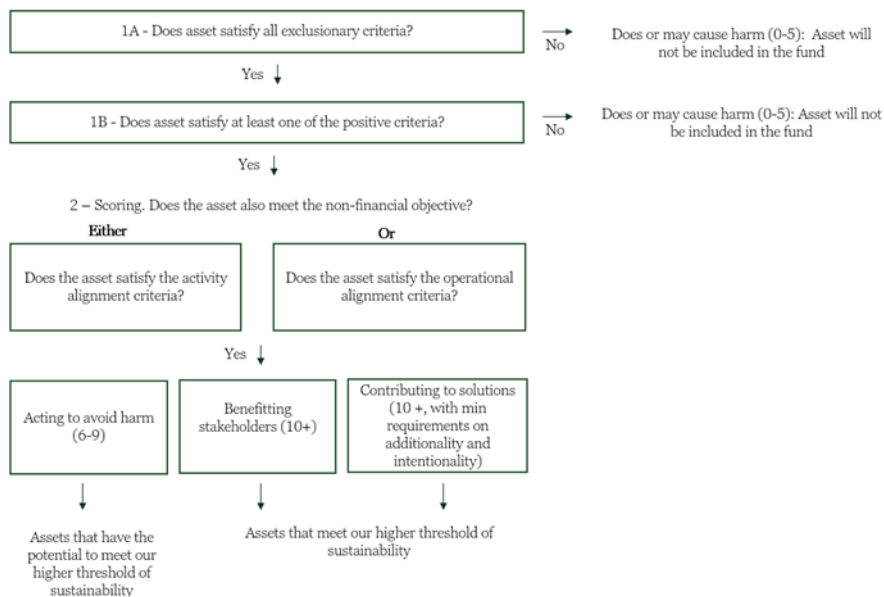 1A - Does asset satisfy all exclusionary criteria?
No
Does or may cause harm (0-5): Asset will
not be included in the fund
Yes
1B - Does asset satisfy at least one of the positive criteria?
No
Does or may cause harm (0-5): Asset will not
be included in the fund
Yes
2 – Scoring. Does the asset also meet the non-financial objective?
Either
Or
Does the asset satisfy the activity
alignment criteria?
Does the asset satisfy the operational
alignment criteria?
Yes
Acting to avoid harm
(6-9)
Benefitting
stakeholders (10+)
Contributing to solutions
(10 +, with min
requirements on
additionality and
intentionality)
Assets that have the
potential to meet our
higher threshold of
sustainability
Assets that meet our higher threshold of
sustainability